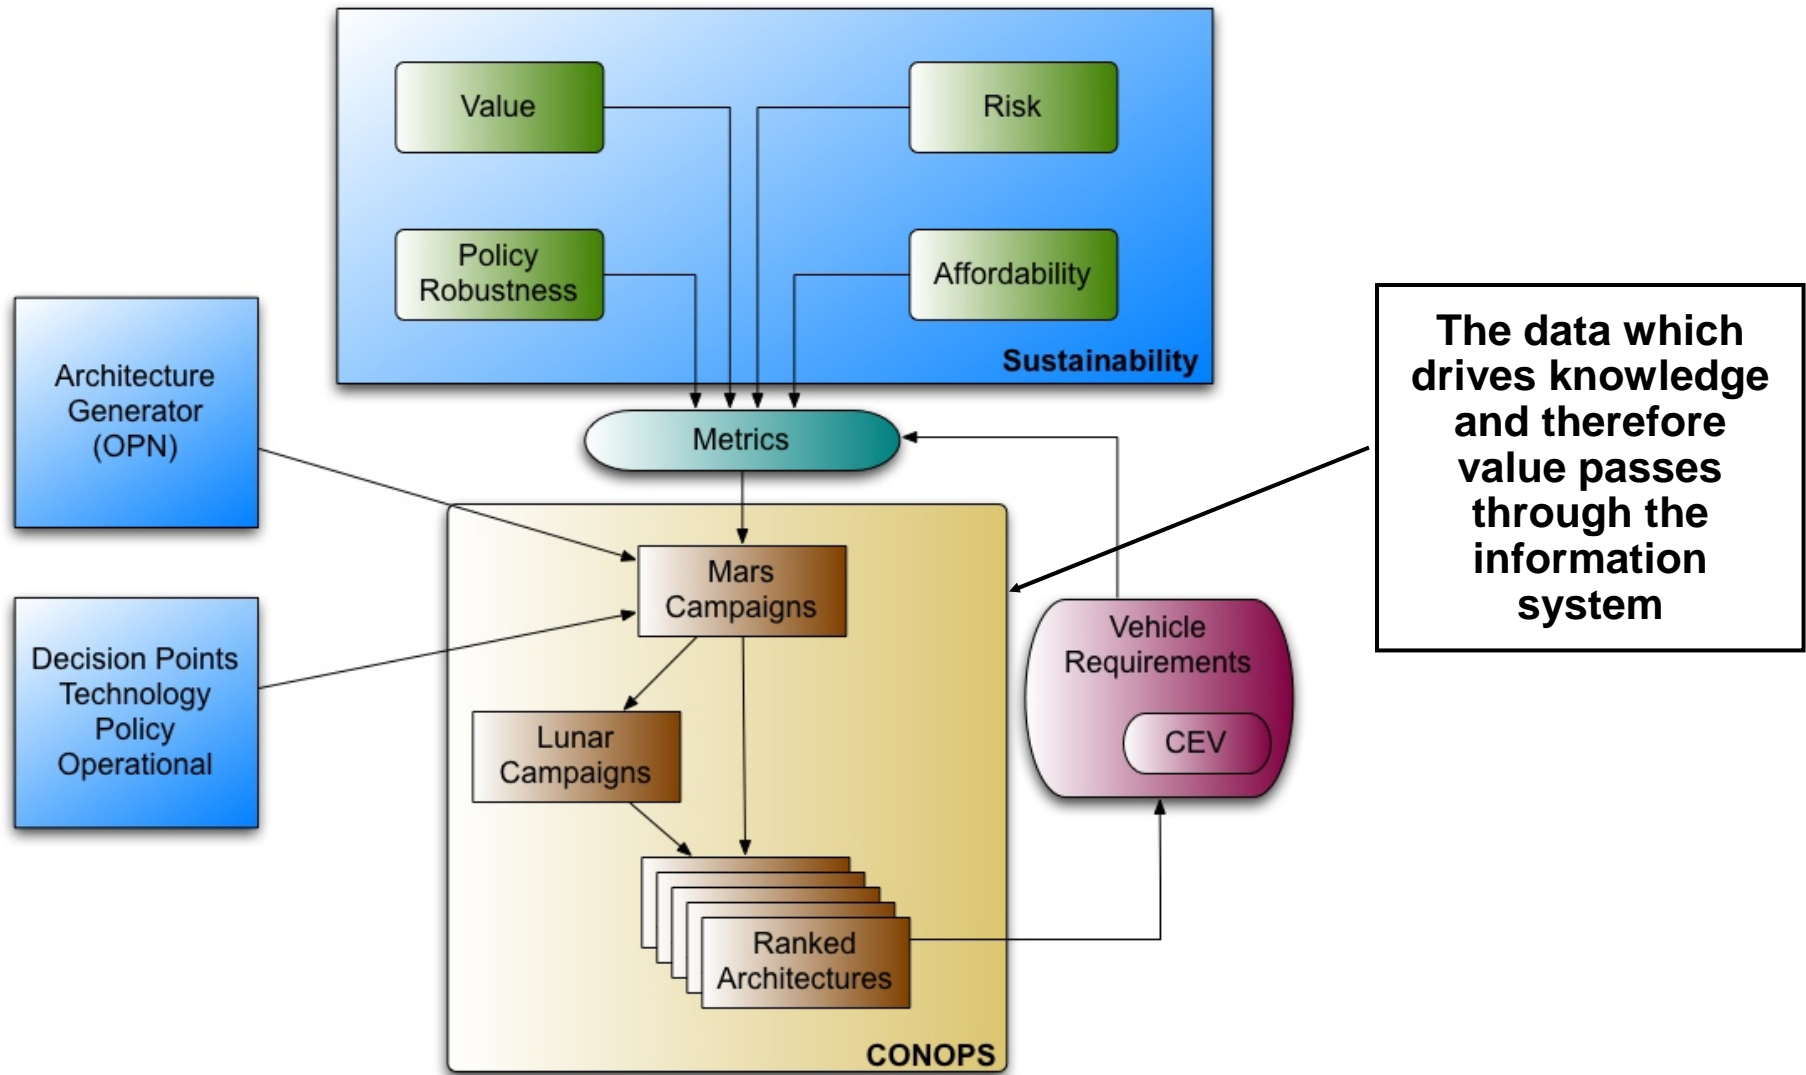 Value
Risk
Policy
Robustness
Affordability
Sustainability
Architecture
Generator
(OPN)
Metrics
The data which
drives knowledge
and therefore
value passes
through the
information
system
Mars
Campaigns
Decision Points
Technology
Policy
Operational
Vehicle
Requirements
CEV
Lunar
Campaigns
Ranked
Architectures
CONOPS